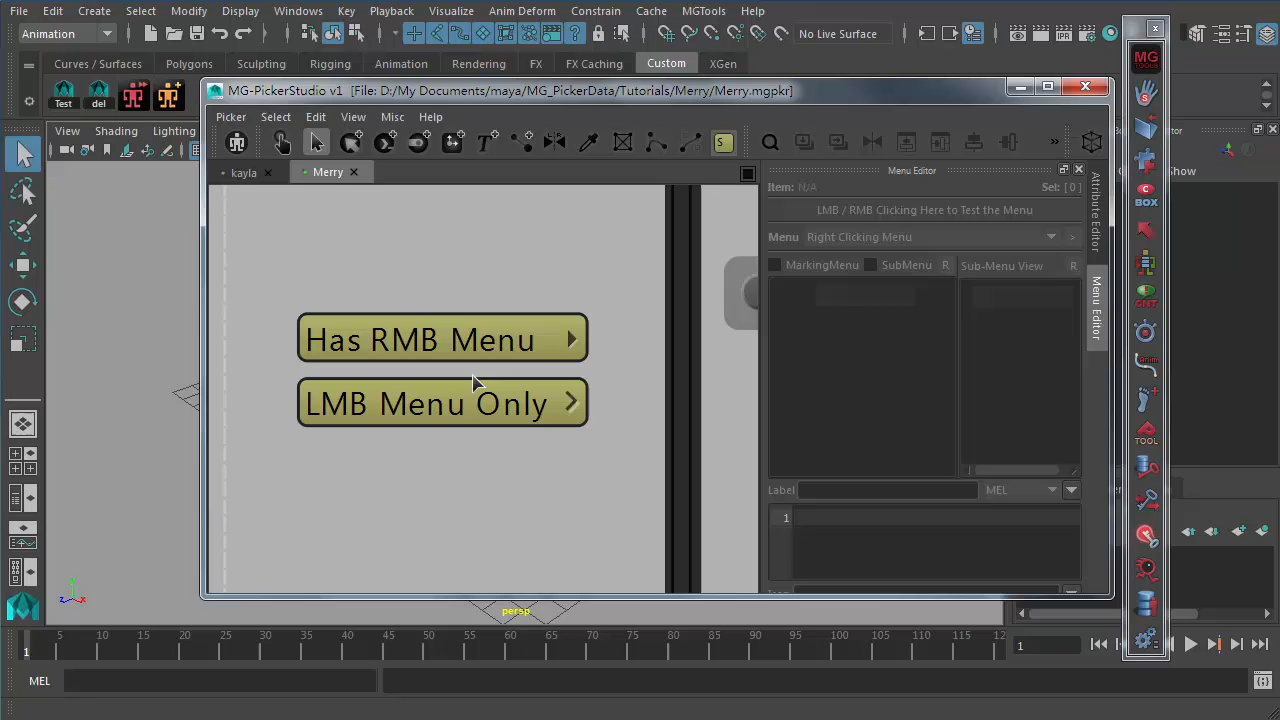 File Edit Create Select Modify Display Windows Key Playback Visualize Anim Deform Constrain Cache MGTools Help
Animation No Live Surface
Curves / Surfaces Polygons Sculpting Rigging Animation Rendering FX FX Caching Custom XGen
MG TOOLS
Test del
MG-PickerStudio v1 [File: D:/My Documents/maya/MG_PickerData/Tutorials/Merry/Merry.mgpkr]
View Shading Lighting
Picker Select Edit View Misc Help
Editor
Show
kayla Merry
Menu Editor
Item: N/A Sel: [ 0 ]
LMB / RMB Clicking Here to Test the Menu
Menu Right Clicking Menu
MarkingMenu SubMenu R Sub-Menu View R
Attribute Editor
Menu Editor
C BOX
CNT
TOOL
Has RMB Menu
LMB Menu Only
Label MEL
1
persp
5 10 15 20 25 30 35 40 45 50 55 60 65 70 75 80 85 90 95 100 105 110 115 12
1 1
MEL